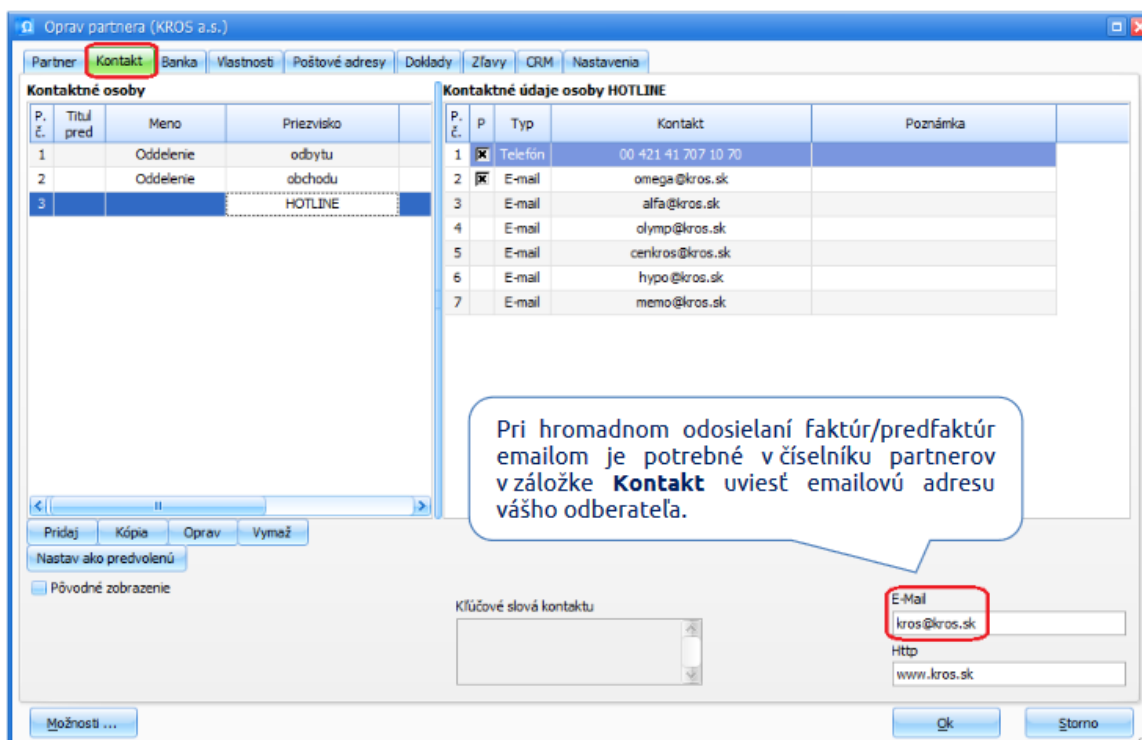 Oprav partnera (KROS a.s.)
Partner Kontakt Banka Vlastnosti Poštové adresy Doklady Zľavy CRM Nastavenia
Kontaktné osoby
P. č. Titul pred Meno Priezvisko
1 Oddelenie odbytu
2 Oddelenie obchodu
3 HOTLINE
Kontaktné údaje osoby HOTLINE
P. č. P Typ Kontakt Poznámka
1 Telefón 00 421 41 707 10 70
2 E-mail omega@kros.sk
3 E-mail alfa@kros.sk
4 E-mail olymp@kros.sk
5 E-mail cenkros@kros.sk
6 E-mail hypo@kros.sk
7 E-mail memo@kros.sk
Pri hromadnom odosielaní faktúr/predfaktúr
emailom je potrebné v číselníku partnerov
v záložke Kontakt uviesť emailovú adresu
vášho odberateľa.
Pridaj Kópia Oprav Vymaž
Nastav ako predvolenú
Pôvodné zobrazenie
Kľúčové slová kontaktu
E-Mail
kros@kros.sk
Http
www.kros.sk
Možnosti ... Ok Storno